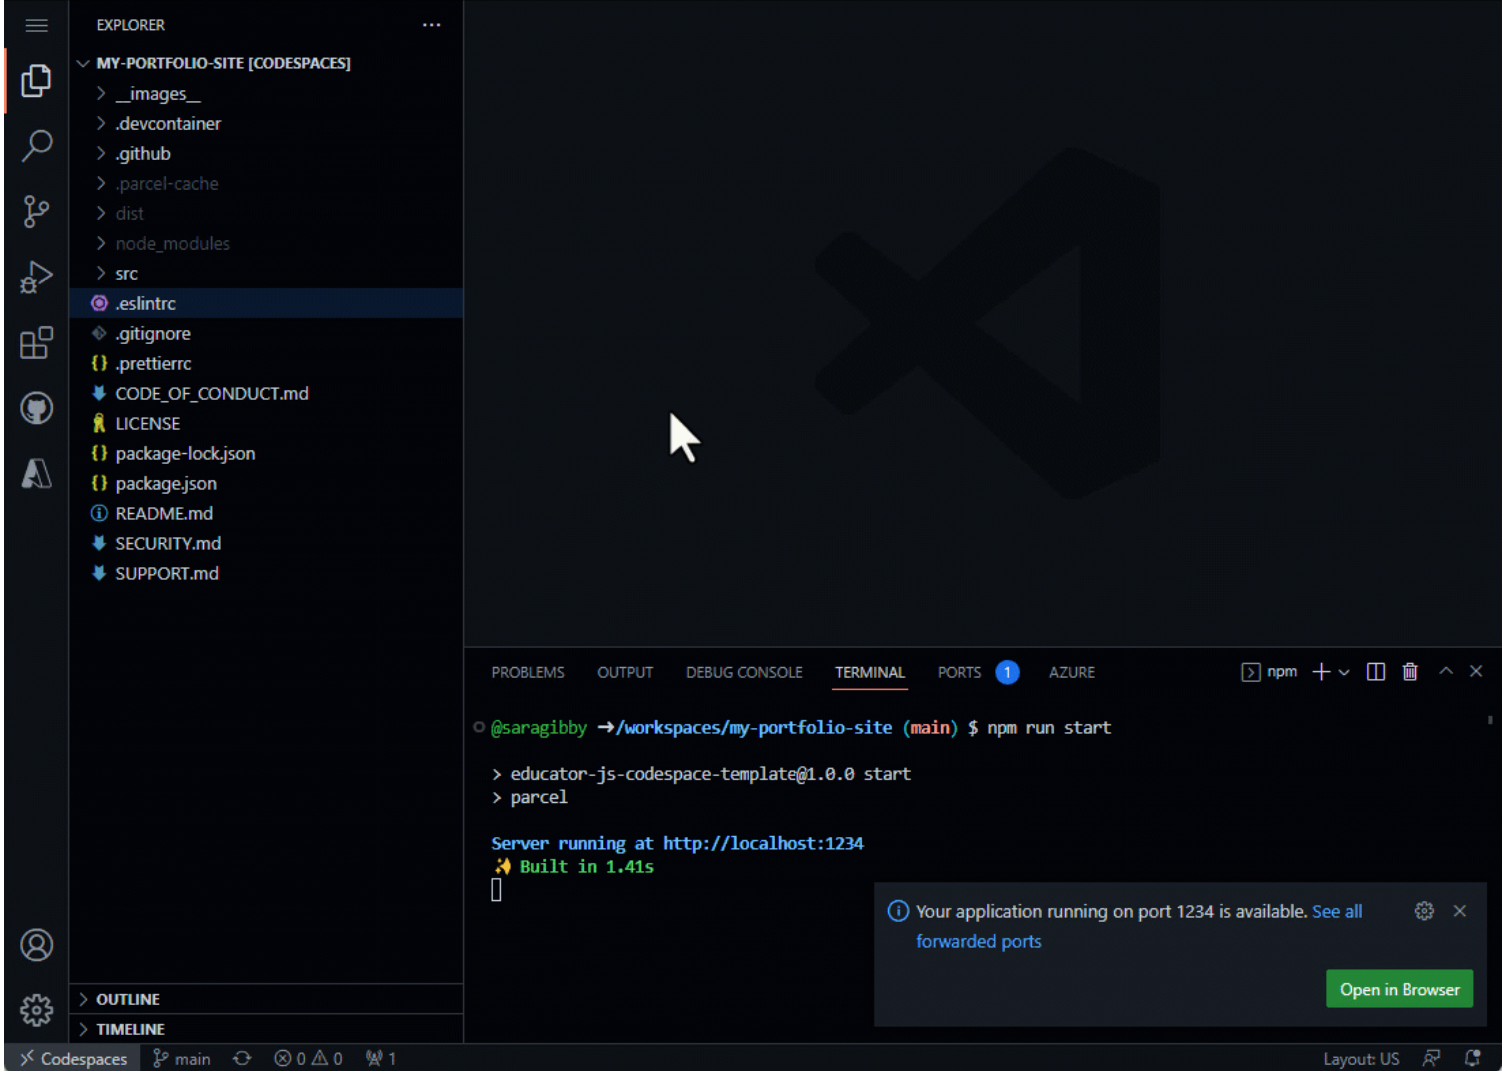 EXPLORER
MY-PORTFOLIO-SITE [CODESPACES]
__images__
.devcontainer
.github
.parcel-cache
dist
node_modules
src
.eslintrc
.gitignore
{} .prettierrc
CODE_OF_CONDUCT.md
LICENSE
{} package-lock.json
{} package.json
README.md
SECURITY.md
SUPPORT.md
OUTLINE
TIMELINE
PROBLEMS OUTPUT DEBUG CONSOLE TERMINAL PORTS 1 AZURE
npm
@saragibby ➜/workspaces/my-portfolio-site (main) $ npm run start
> educator-js-codespace-template@1.0.0 start
> parcel
Server running at http://localhost:1234
✨ Built in 1.41s
Your application running on port 1234 is available. See all
forwarded ports
Open in Browser
Codespaces main 0 0 1
Layout: US